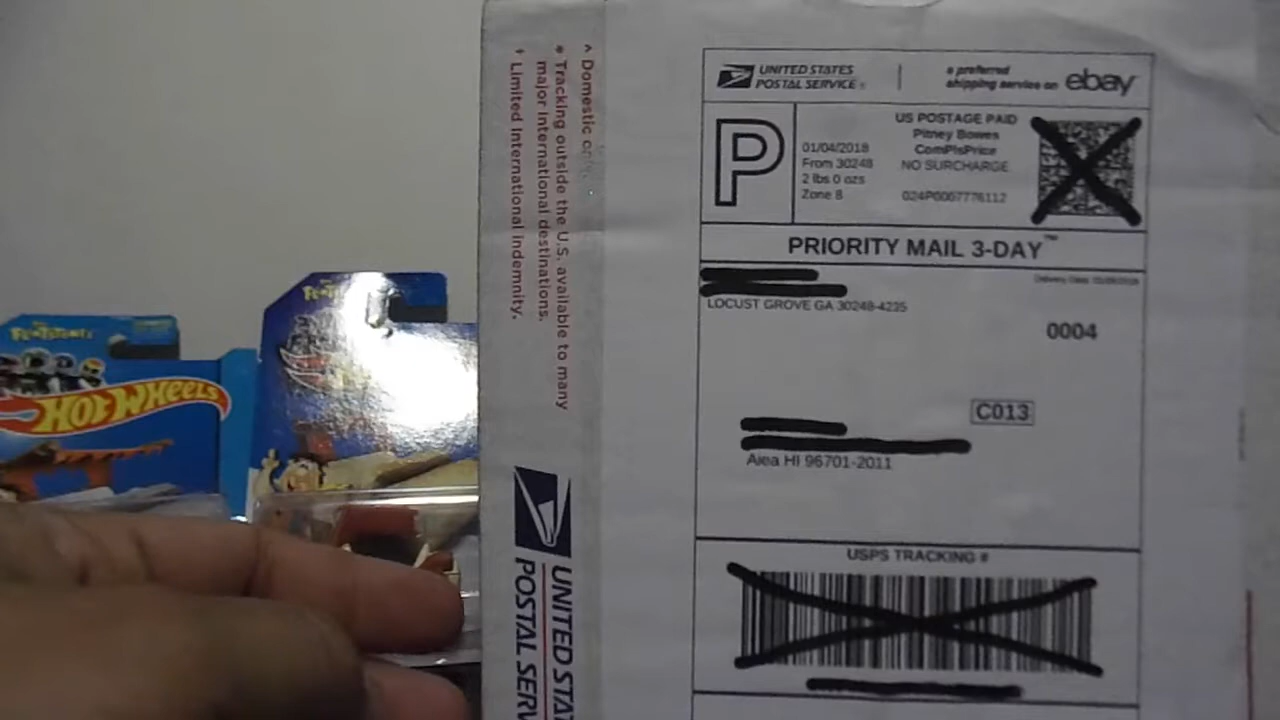 THE FLINTSTONES
HOT WHEELS
^ Domestic only.
* Tracking outside the U.S. available to many
major international destinations.
† Limited international indemnity.
UNITED STA
POSTAL SERV
UNITED STATES
POSTAL SERVICE®
a preferred
shipping service on ebay
P
01/04/2018
From 30248
2 lbs 0 ozs
Zone 8
US POSTAGE PAID
Pitney Bowes
ComPlsPrice
NO SURCHARGE
024P0007776112
PRIORITY MAIL 3-DAY™
LOCUST GROVE GA 30248-4235
0004
C013
Aiea HI 96701-2011
USPS TRACKING #